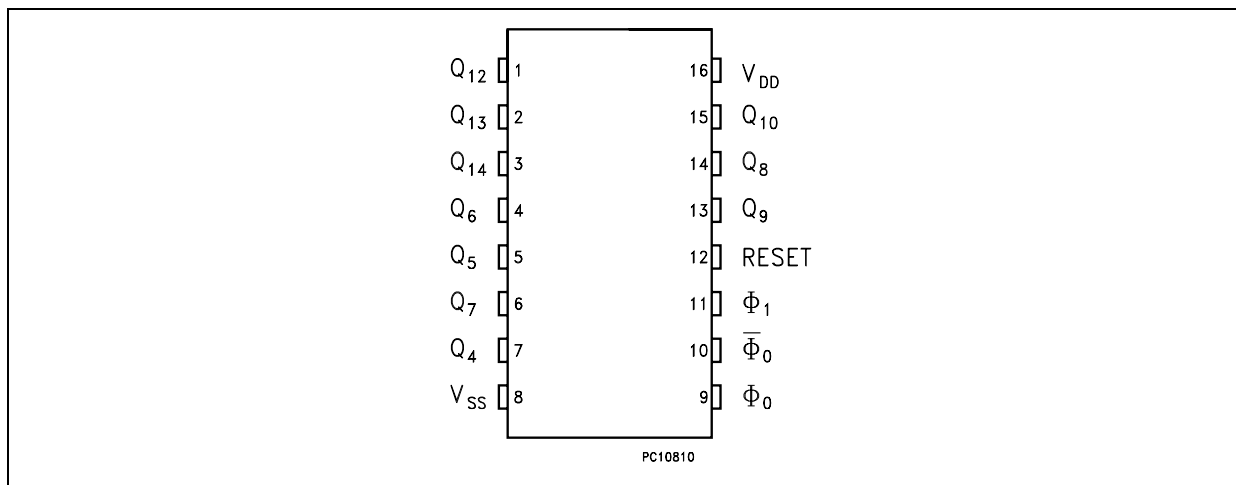 Q12 1 16 VDD
Q13 2 15 Q10
Q14 3 14 Q8
Q6 4 13 Q9
Q5 5 12 RESET
Q7 6 11 Φ1
Q4 7 10 Φ̅0
VSS 8 9 Φ0
PC10810